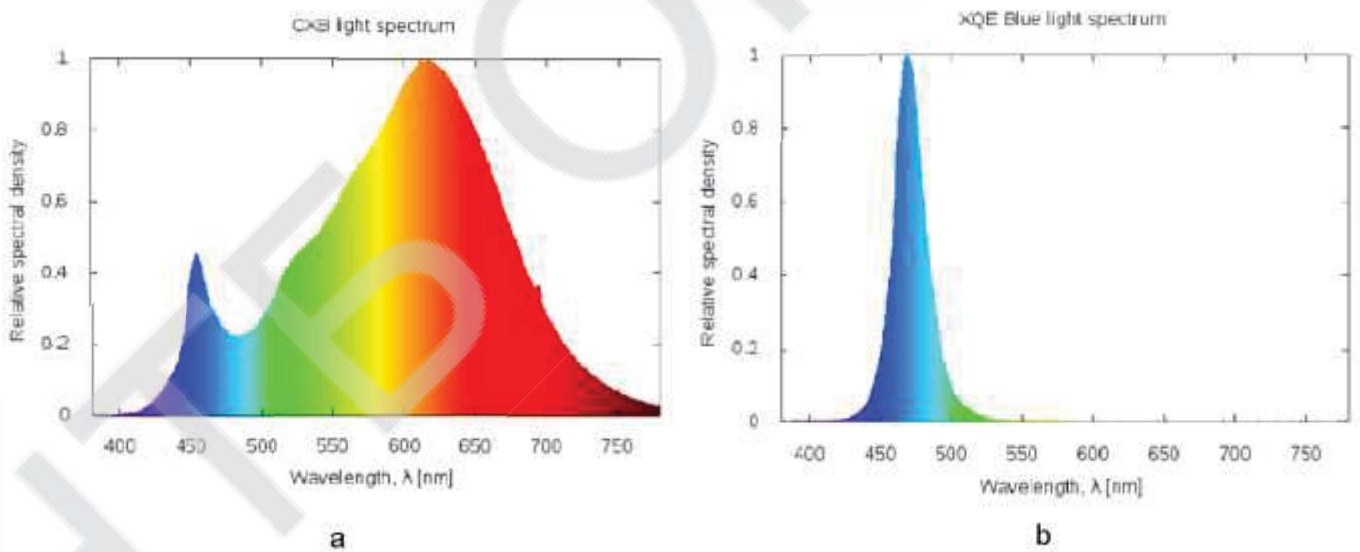 CXB light spectrum
Relative spectral density
1
0.8
0.6
0.4
0.2
0
400 450 500 550 600 650 700 750
Wavelength, λ [nm]
a
XQE Blue light spectrum
Relative spectral density
1
0.8
0.6
0.4
0.2
0
400 450 500 550 600 650 700 750
Wavelength, λ [nm]
b